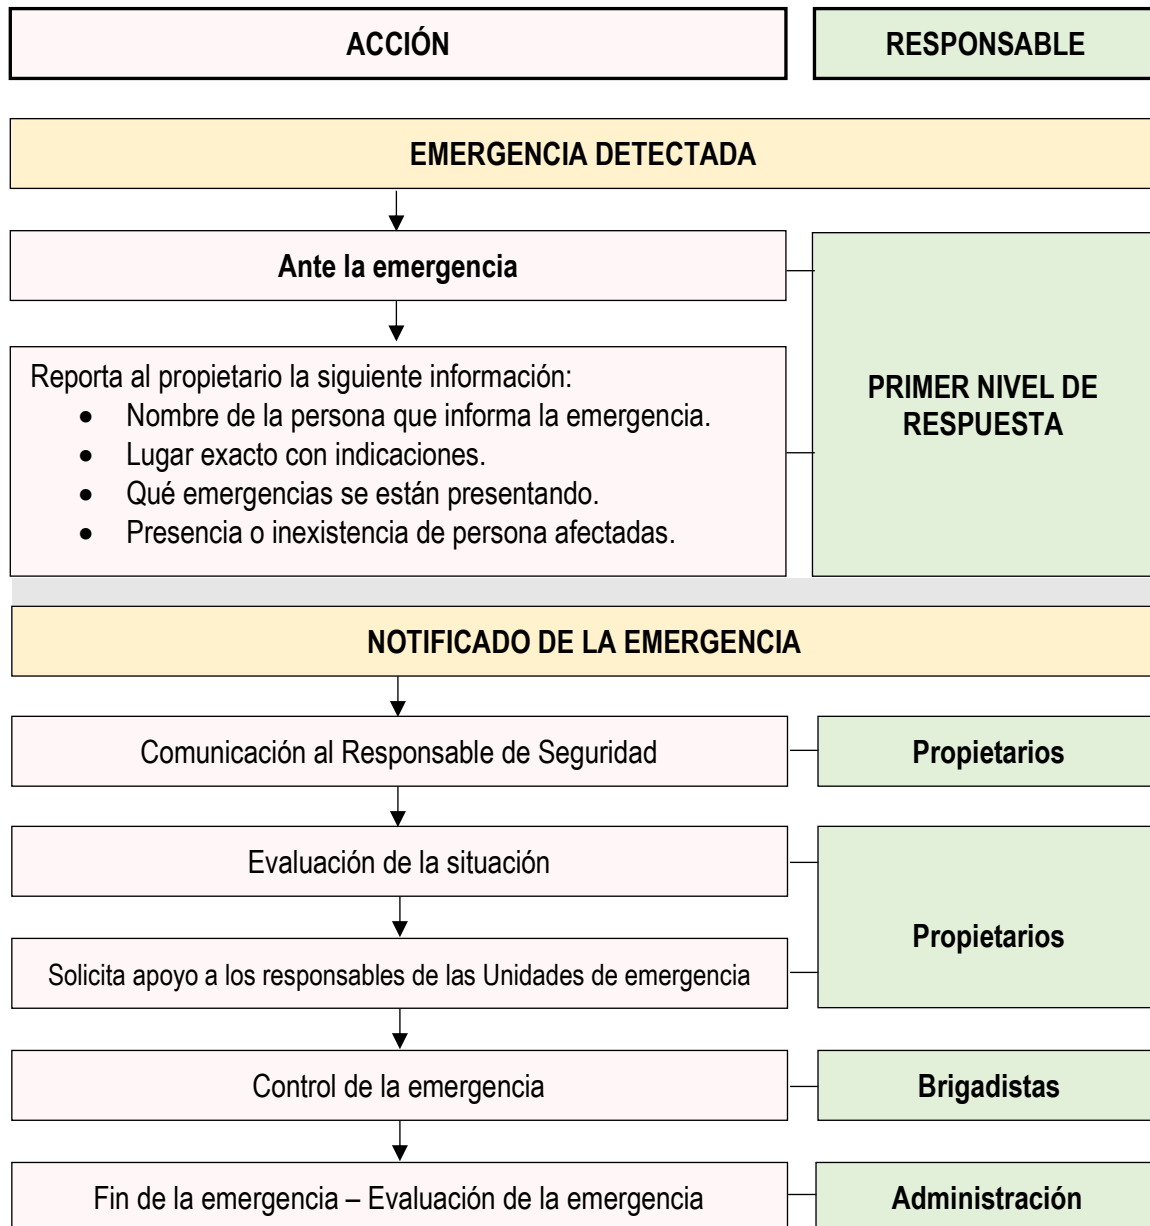 ACCIÓN
RESPONSABLE
EMERGENCIA DETECTADA
Ante la emergencia
Reporta al propietario la siguiente información:
• Nombre de la persona que informa la emergencia.
• Lugar exacto con indicaciones.
• Qué emergencias se están presentando.
• Presencia o inexistencia de persona afectadas.
PRIMER NIVEL DE
RESPUESTA
NOTIFICADO DE LA EMERGENCIA
Comunicación al Responsable de Seguridad
Propietarios
Evaluación de la situación
Solicita apoyo a los responsables de las Unidades de emergencia
Propietarios
Control de la emergencia
Brigadistas
Fin de la emergencia – Evaluación de la emergencia
Administración